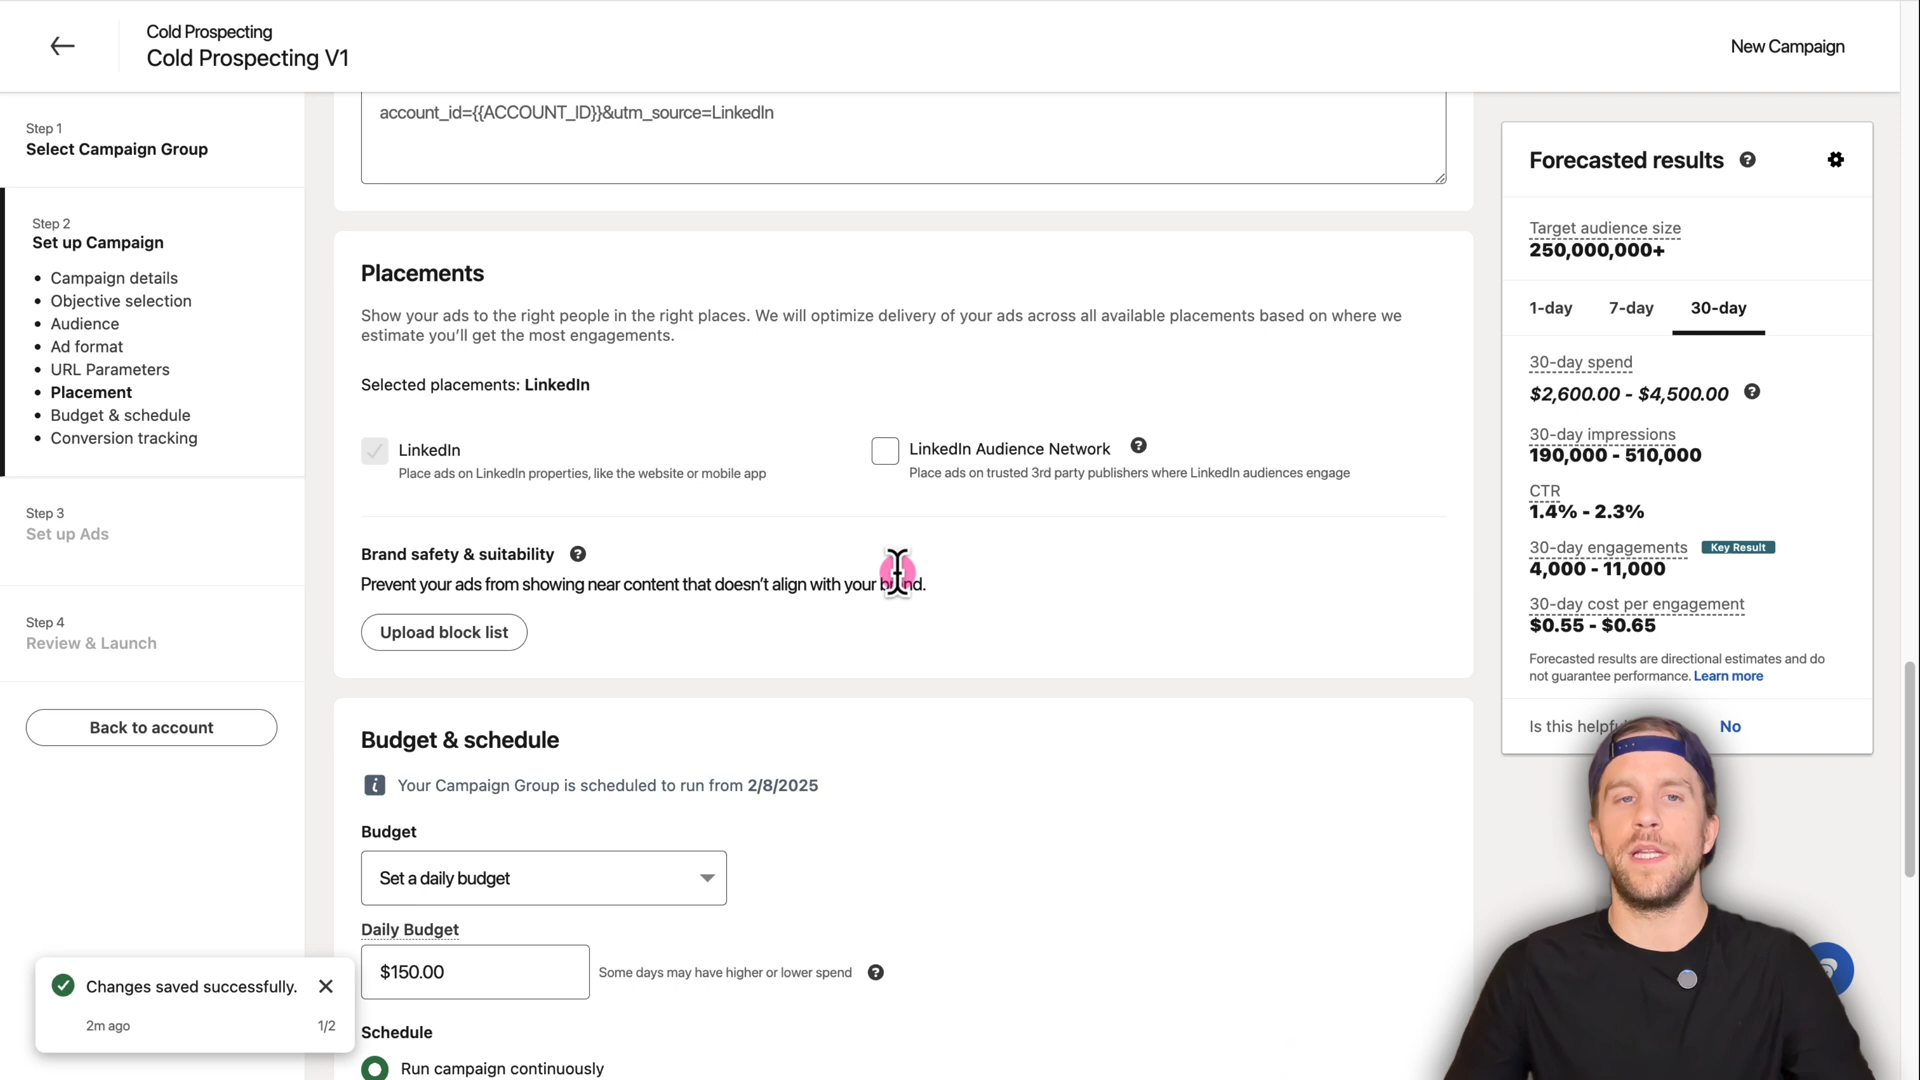 Cold Prospecting
Cold Prospecting V1
New Campaign
Step 1
Select Campaign Group
Step 2
Set up Campaign
Campaign details
Objective selection
Audience
Ad format
URL Parameters
Placement
Budget & schedule
Conversion tracking
Step 3
Set up Ads
Step 4
Review & Launch
Back to account
account_id={{ACCOUNT_ID}}&utm_source=LinkedIn
Placements
Show your ads to the right people in the right places. We will optimize delivery of your ads across all available placements based on where we
estimate you’ll get the most engagements.
Selected placements: LinkedIn
LinkedIn
Place ads on LinkedIn properties, like the website or mobile app
LinkedIn Audience Network
Place ads on trusted 3rd party publishers where LinkedIn audiences engage
Brand safety & suitability
Prevent your ads from showing near content that doesn’t align with your
Upload block list
Budget & schedule
Your Campaign Group is scheduled to run from 2/8/2025
Budget
Set a daily budget
Daily Budget
$150.00
Some days may have higher or lower spend
Schedule
Run campaign continuously
Forecasted results
Target audience size
250,000,000+
1-day 7-day 30-day
30-day spend
$2,600.00 - $4,500.00
30-day impressions
190,000 - 510,000
CTR
1.4% - 2.3%
30-day engagements Key Result
4,000 - 11,000
30-day cost per engagement
$0.55 - $0.65
Forecasted results are directional estimates and do
not guarantee performance. Learn more
Is this No
Changes saved successfully.
2m ago 1/2